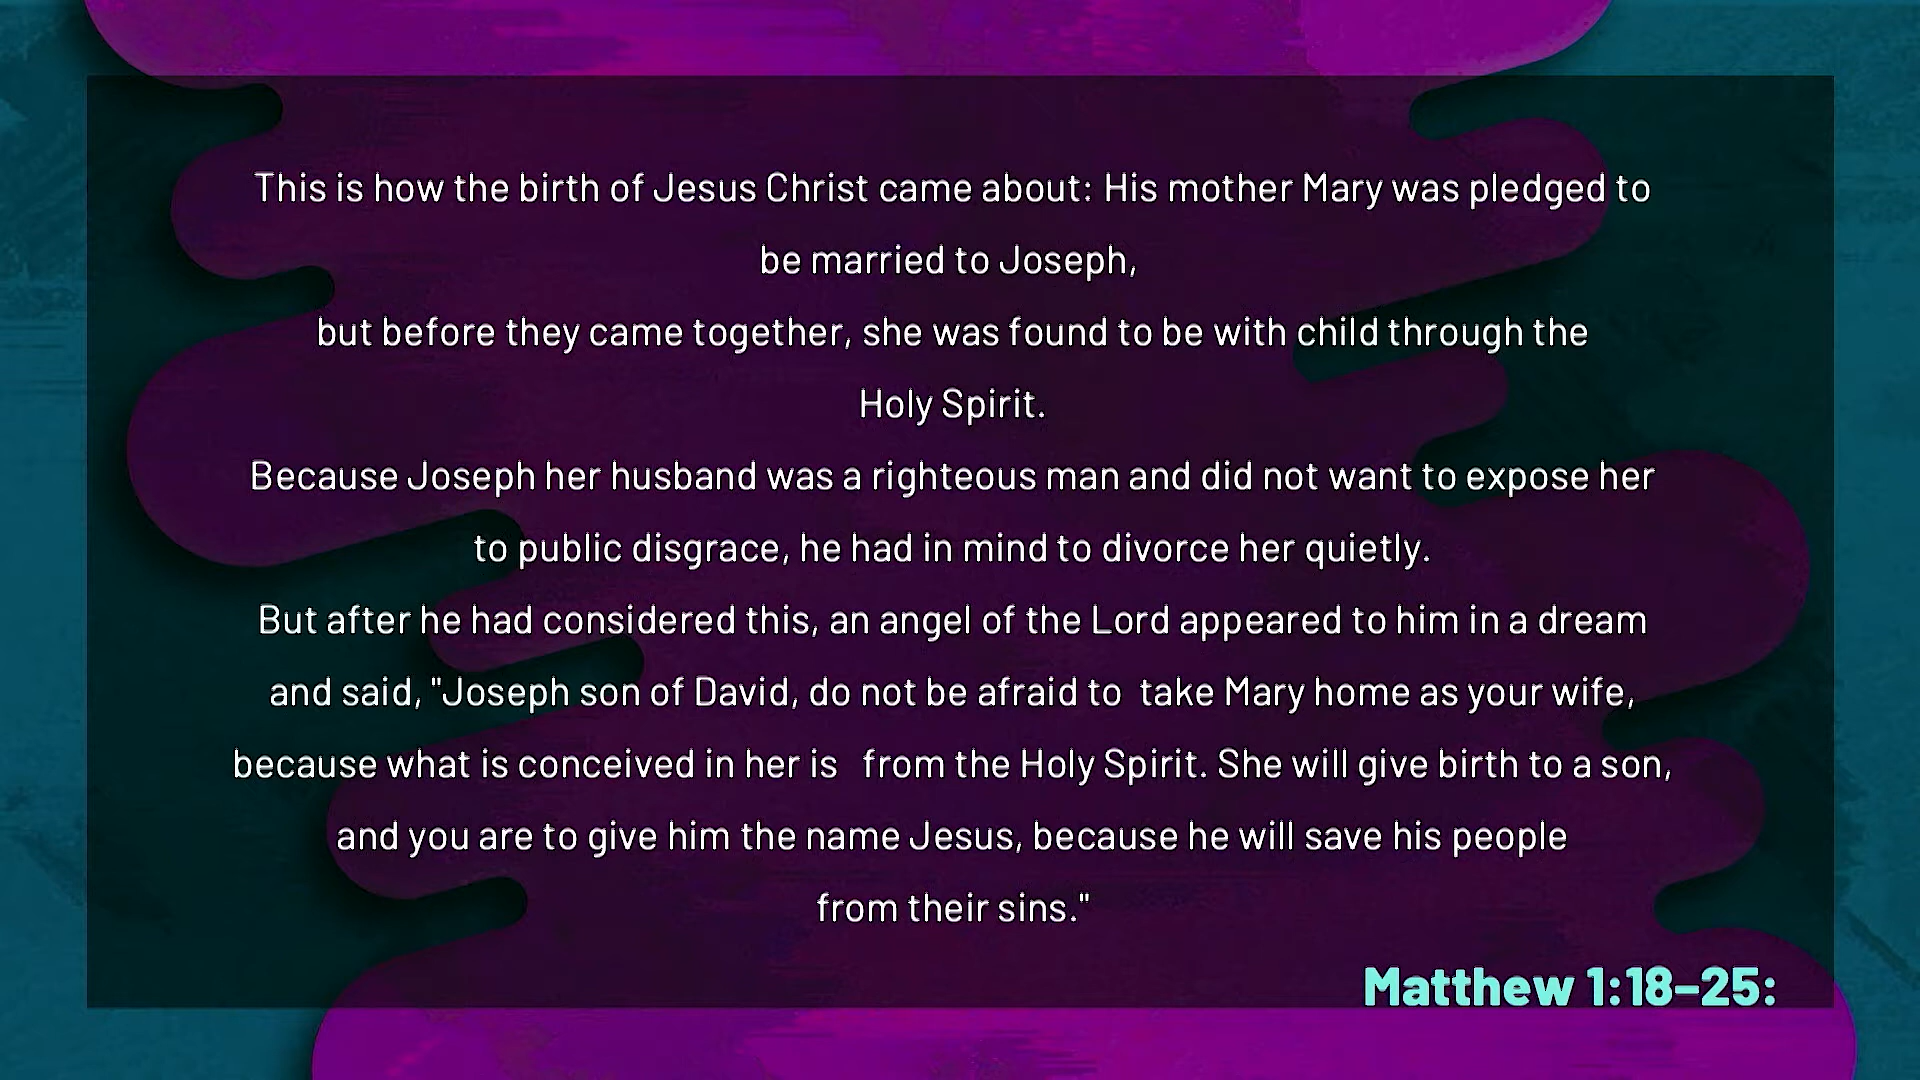 This is how the birth of Jesus Christ came about: His mother Mary was pledged to
be married to Joseph,
but before they came together, she was found to be with child through the
Holy Spirit.
Because Joseph her husband was a righteous man and did not want to expose her
to public disgrace, he had in mind to divorce her quietly.
But after he had considered this, an angel of the Lord appeared to him in a dream
and said, "Joseph son of David, do not be afraid to  take Mary home as your wife,
because what is conceived in her is  from the Holy Spirit. She will give birth to a son,
and you are to give him the name Jesus, because he will save his people
from their sins."
Matthew 1:18–25: